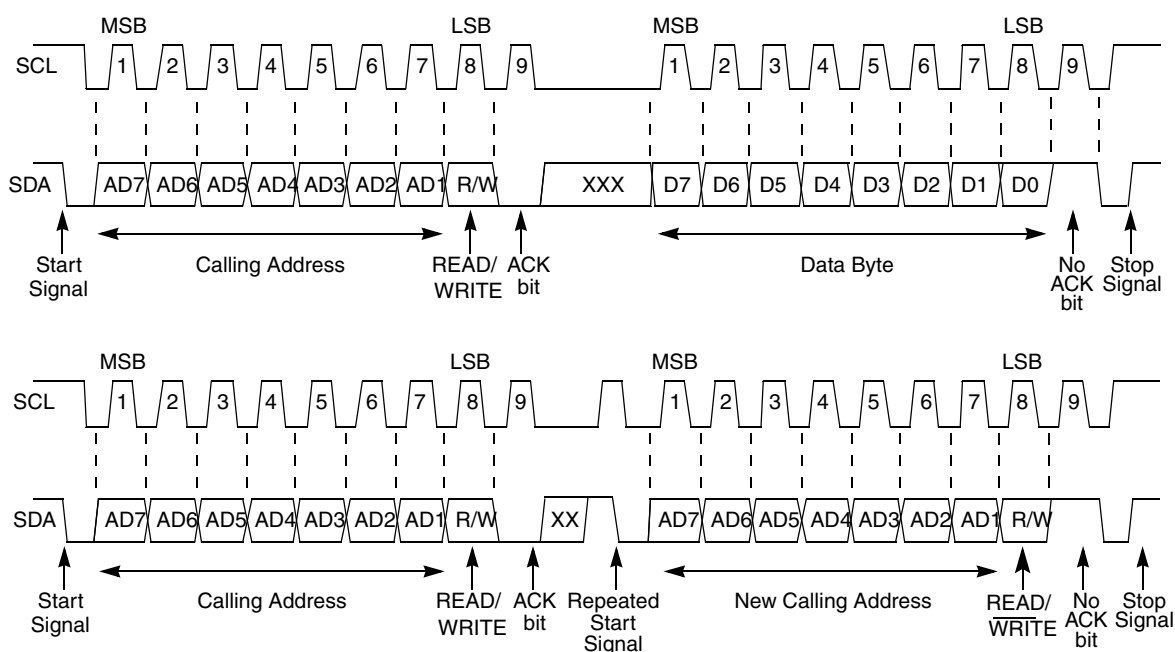 MSB LSB MSB LSB
SCL 1 2 3 4 5 6 7 8 9 1 2 3 4 5 6 7 8 9
SDA AD7 AD6 AD5 AD4 AD3 AD2 AD1 R/W XXX D7 D6 D5 D4 D3 D2 D1 D0
Start Signal
Calling Address
READ/ WRITE
ACK bit
Data Byte
No ACK bit
Stop Signal
MSB LSB MSB LSB
SCL 1 2 3 4 5 6 7 8 9 1 2 3 4 5 6 7 8 9
SDA AD7 AD6 AD5 AD4 AD3 AD2 AD1 R/W XX AD7 AD6 AD5 AD4 AD3 AD2 AD1 R/W
Start Signal
Calling Address
READ/ WRITE
ACK bit
Repeated Start Signal
New Calling Address
READ/ WRITE
No ACK bit
Stop Signal